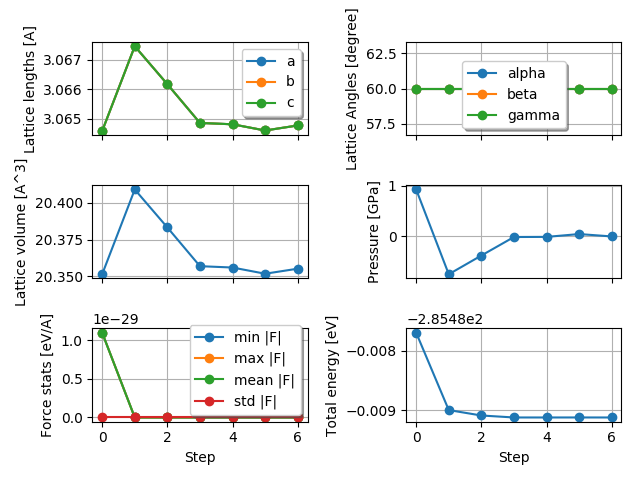 Lattice lengths [A]
3.067
3.066
3.065
a
b
c
Lattice Angles [degree]
62.5
60.0
57.5
alpha
beta
gamma
Lattice volume [A^3]
20.400
20.375
20.350
Pressure [GPa]
1
0
Force stats [eV/A]
1e−29
1.0
0.5
0.0
min |F|
max |F|
mean |F|
std |F|
0
2
4
6
Step
Total energy [eV]
−2.8548e2
−0.008
−0.009
0
2
4
6
Step